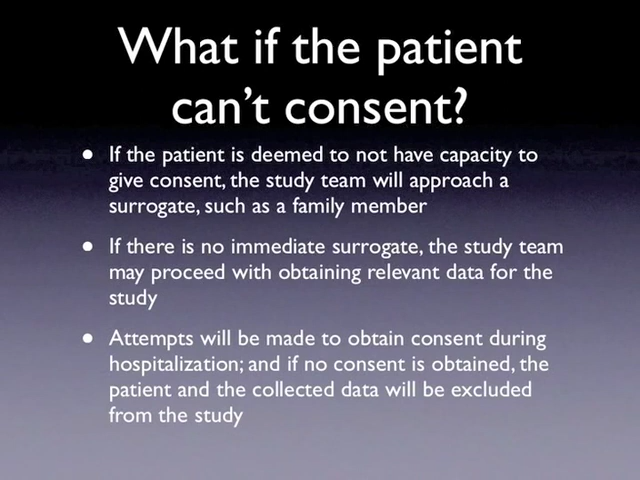 What if the patient
can't consent?
• If the patient is deemed to not have capacity to
give consent, the study team will approach a
surrogate, such as a family member
• If there is no immediate surrogate, the study team
may proceed with obtaining relevant data for the
study
• Attempts will be made to obtain consent during
hospitalization; and if no consent is obtained, the
patient and the collected data will be excluded
from the study